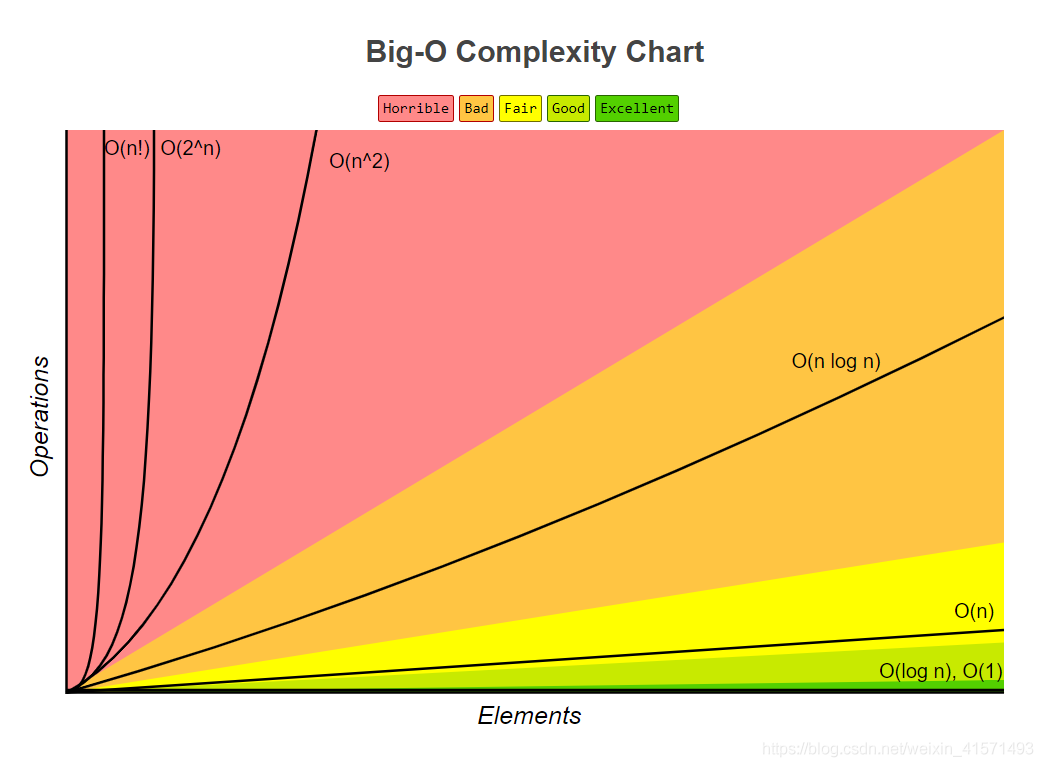 Big-O Complexity Chart
Horrible Bad Fair Good Excellent
O(n!) O(2^n)
O(n^2)
O(n log n)
O(n)
O(log n), O(1)
Operations
Elements
https://blog.csdn.net/weixin_41571493